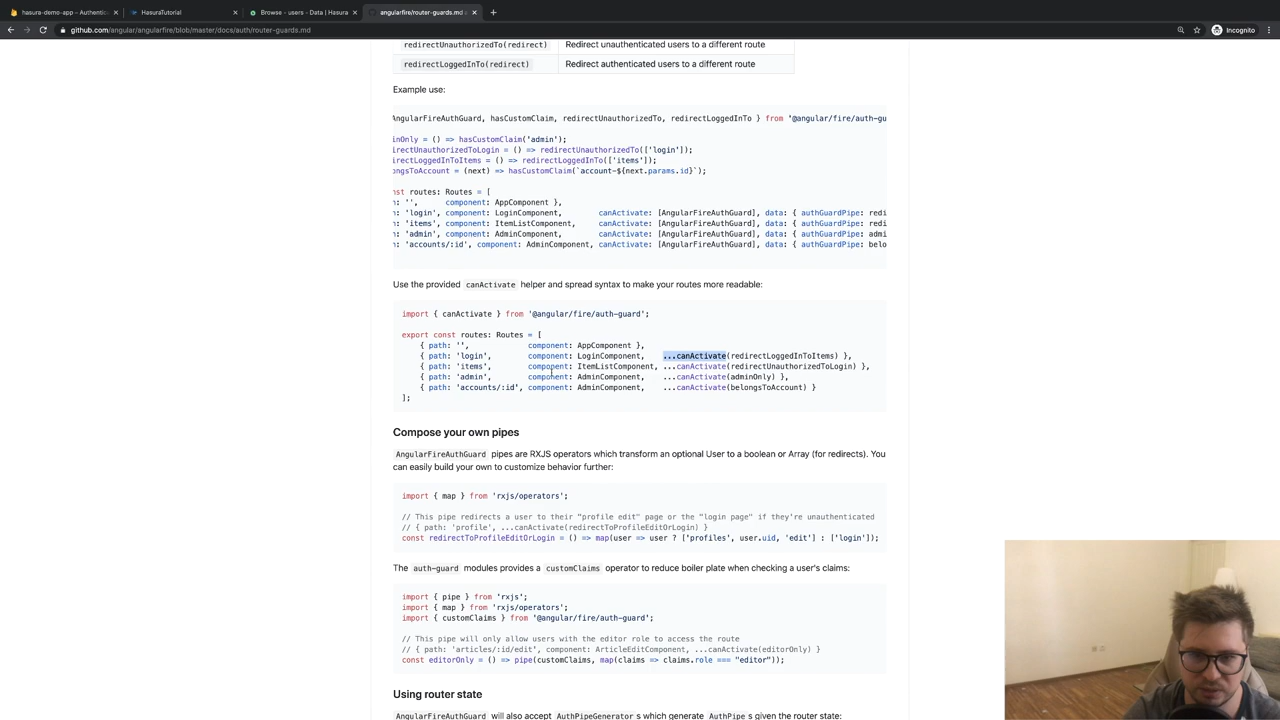 hasura-demo-app – Authentic
HasuraTutorial
Browse - users - Data | Hasura
angularfire/router-guards.md
github.com/angular/angularfire/blob/master/docs/auth/router-guards.md
Incognito
redirectUnauthorizedTo(redirect) Redirect unauthenticated users to a different route
redirectLoggedInTo(redirect) Redirect authenticated users to a different route
Example use:
AngularFireAuthGuard, hasCustomClaim, redirectUnauthorizedTo, redirectLoggedInTo } from '@angular/fire/auth-gu
inOnly = () => hasCustomClaim('admin');
irectUnauthorizedToLogin = () => redirectUnauthorizedTo(['login']);
irectLoggedInToItems = () => redirectLoggedInTo(['items']);
ongsToAccount = (next) => hasCustomClaim(`account-${next.params.id}`);
nst routes: Routes = [
: '', component: AppComponent },
: 'login', component: LoginComponent, canActivate: [AngularFireAuthGuard], data: { authGuardPipe: redi
: 'items', component: ItemListComponent, canActivate: [AngularFireAuthGuard], data: { authGuardPipe: redi
: 'admin', component: AdminComponent, canActivate: [AngularFireAuthGuard], data: { authGuardPipe: admi
: 'accounts/:id', component: AdminComponent, canActivate: [AngularFireAuthGuard], data: { authGuardPipe: belo
Use the provided canActivate helper and spread syntax to make your routes more readable:
import { canActivate } from '@angular/fire/auth-guard';
export const routes: Routes = [
{ path: '', component: AppComponent },
{ path: 'login', component: LoginComponent, ...canActivate(redirectLoggedInToItems) },
{ path: 'items', component: ItemListComponent, ...canActivate(redirectUnauthorizedToLogin) },
{ path: 'admin', component: AdminComponent, ...canActivate(adminOnly) },
{ path: 'accounts/:id', component: AdminComponent, ...canActivate(belongsToAccount) }
];
Compose your own pipes
AngularFireAuthGuard pipes are RXJS operators which transform an optional User to a boolean or Array (for redirects). You
can easily build your own to customize behavior further:
import { map } from 'rxjs/operators';
// This pipe redirects a user to their "profile edit" page or the "login page" if they're unauthenticated
// { path: 'profile', ...canActivate(redirectToProfileEditOrLogin) }
const redirectToProfileEditOrLogin = () => map(user => user ? ['profiles', user.uid, 'edit'] : ['login']);
The auth-guard modules provides a customClaims operator to reduce boiler plate when checking a user's claims:
import { pipe } from 'rxjs';
import { map } from 'rxjs/operators';
import { customClaims } from '@angular/fire/auth-guard';
// This pipe will only allow users with the editor role to access the route
// { path: 'articles/:id/edit', component: ArticleEditComponent, ...canActivate(editorOnly) }
const editorOnly = () => pipe(customClaims, map(claims => claims.role === "editor"));
Using router state
AngularFireAuthGuard will also accept AuthPipeGenerator s which generate AuthPipe s given the router state: